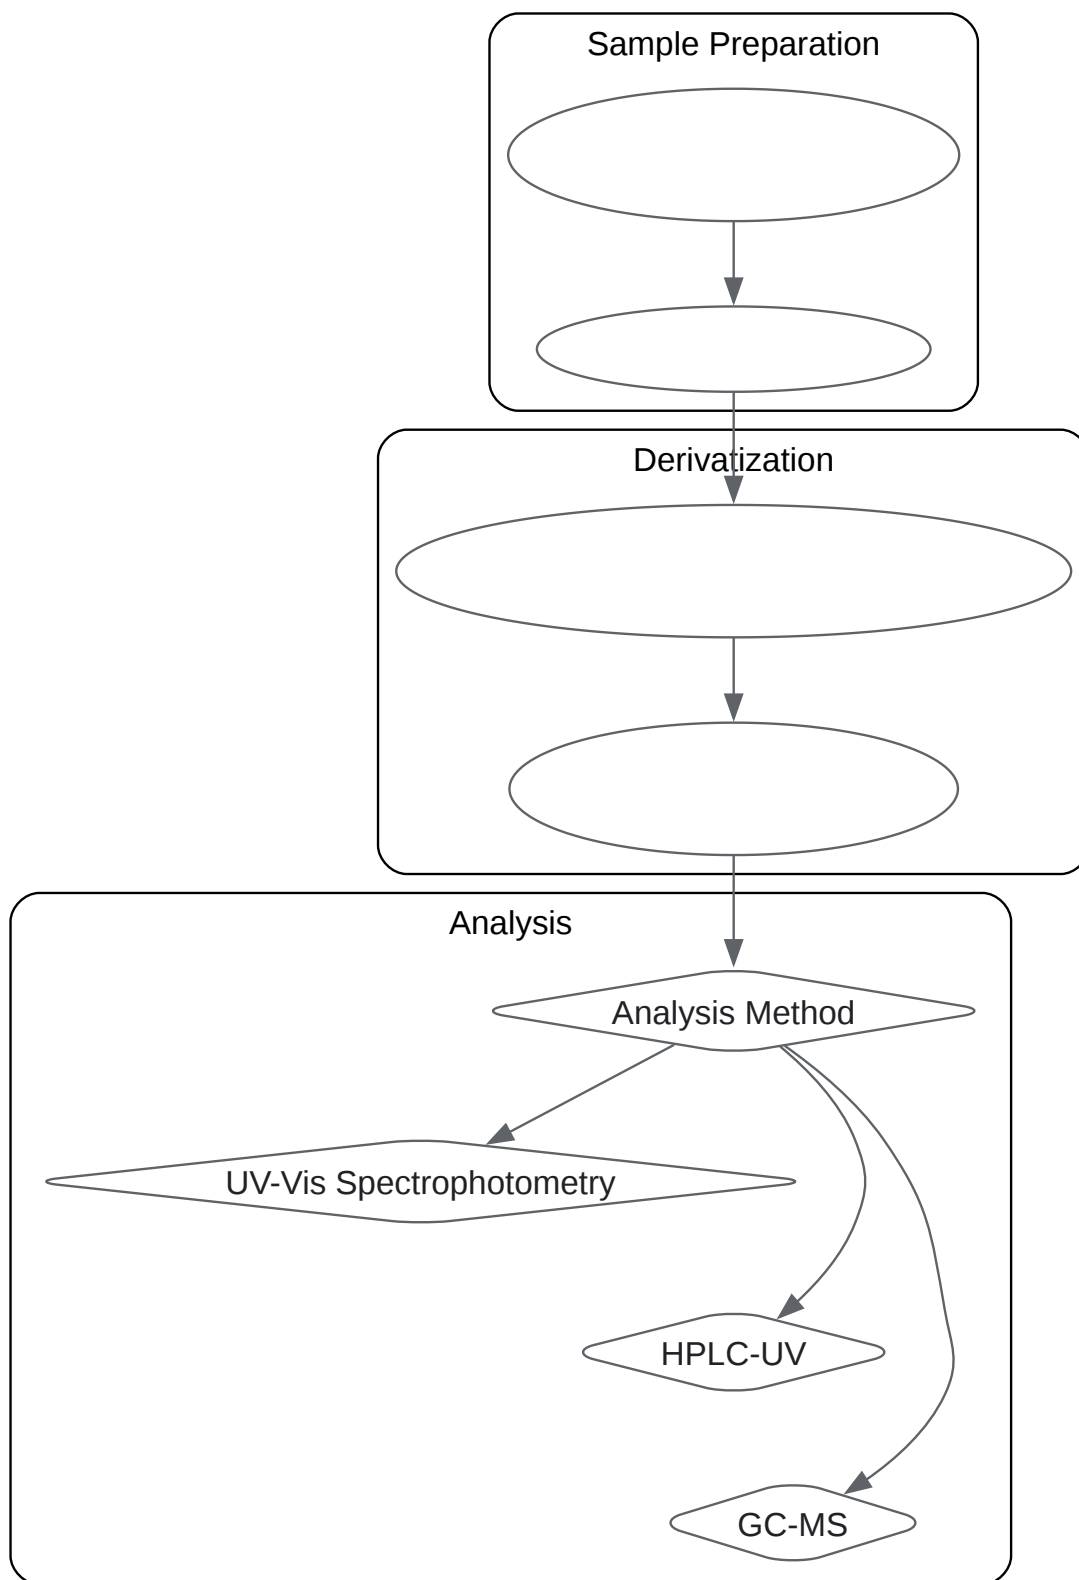 Sample Preparation
Derivatization
Analysis
Analysis Method
UV-Vis Spectrophotometry
HPLC-UV
GC-MS